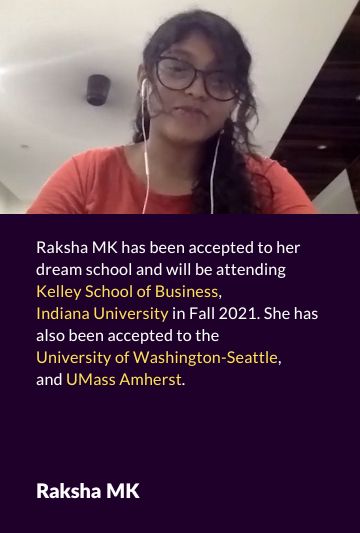 Raksha MK has been accepted to her
dream school and will be attending
Kelley School of Business,
Indiana University in Fall 2021. She has
also been accepted to the
University of Washington-Seattle,
and UMass Amherst.
Raksha MK